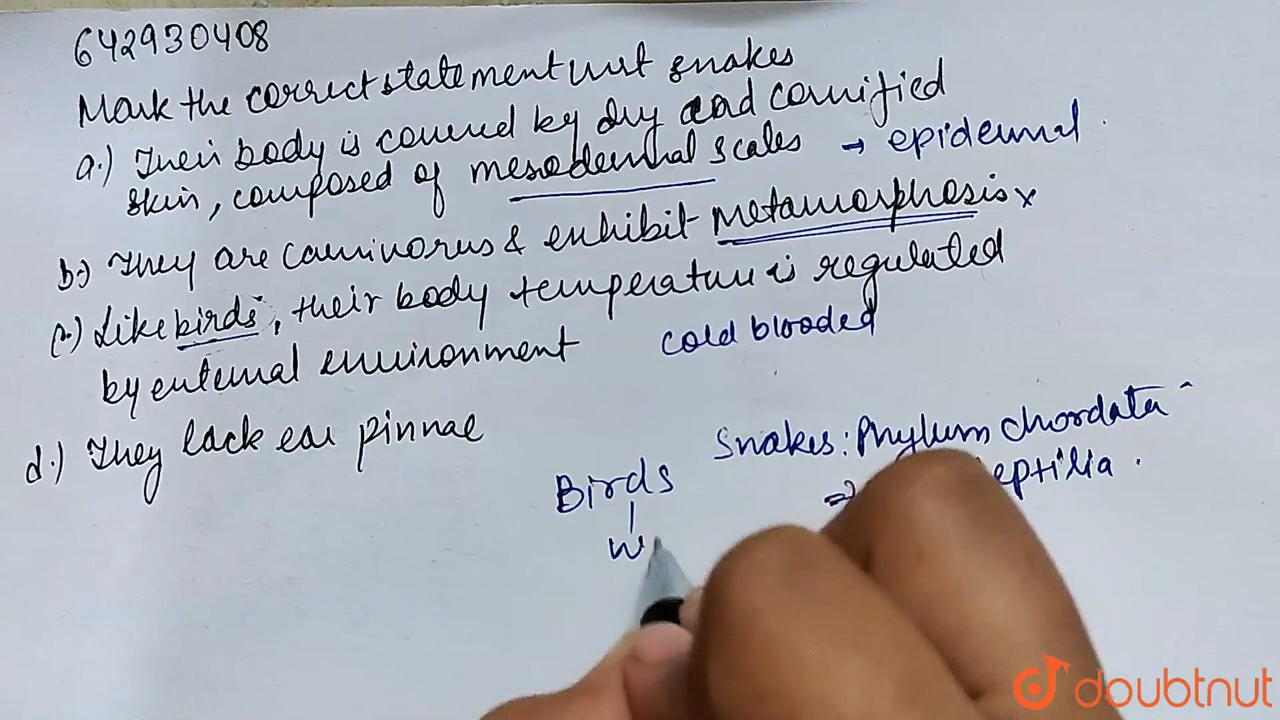 642930408
Mark the correct statement wrt snakes
a.) Their body is covered by dry and cornified
skin, composed of mesodermal scales → epidermal.
b.) They are carnivorus & exhibit metamorphosis x
(c.) Like birds, their body temperature is regulated
by external environment cold blooded
d.) They lack ear pinnae
Snakes: Phylum chordata
Birds
eptilia.
W
doubtnut